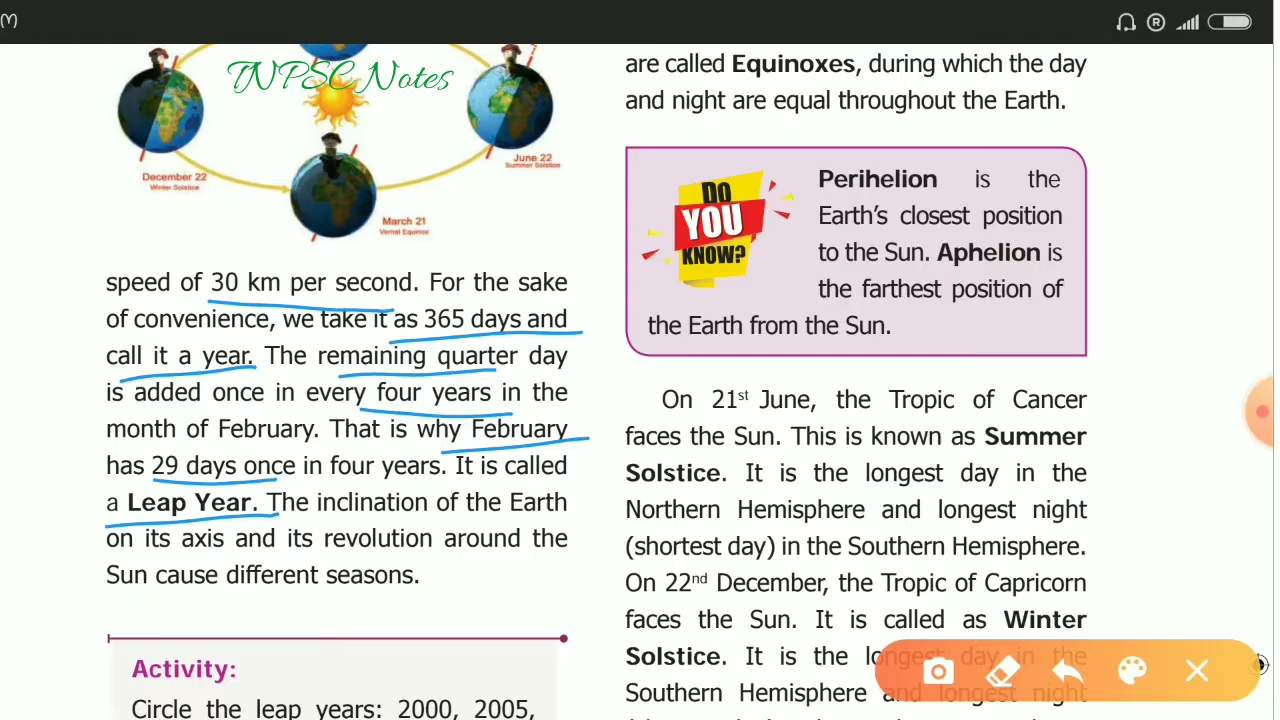 TNPSC Notes
June 22
Summer Solstice
December 22
Winter Solstice
March 21
Vernal Equinox
speed of 30 km per second. For the sake
of convenience, we take it as 365 days and
call it a year. The remaining quarter day
is added once in every four years in the
month of February. That is why February
has 29 days once in four years. It is called
a Leap Year. The inclination of the Earth
on its axis and its revolution around the
Sun cause different seasons.
Activity:
Circle the leap years: 2000, 2005,
are called Equinoxes, during which the day
and night are equal throughout the Earth.
DO
YOU
KNOW?
Perihelion is the
Earth's closest position
to the Sun. Aphelion is
the farthest position of
the Earth from the Sun.
On 21st June, the Tropic of Cancer
faces the Sun. This is known as Summer
Solstice. It is the longest day in the
Northern Hemisphere and longest night
(shortest day) in the Southern Hemisphere.
On 22nd December, the Tropic of Capricorn
faces the Sun. It is called as Winter
Solstice. It is the longest day in the
Southern Hemisphere and longest night